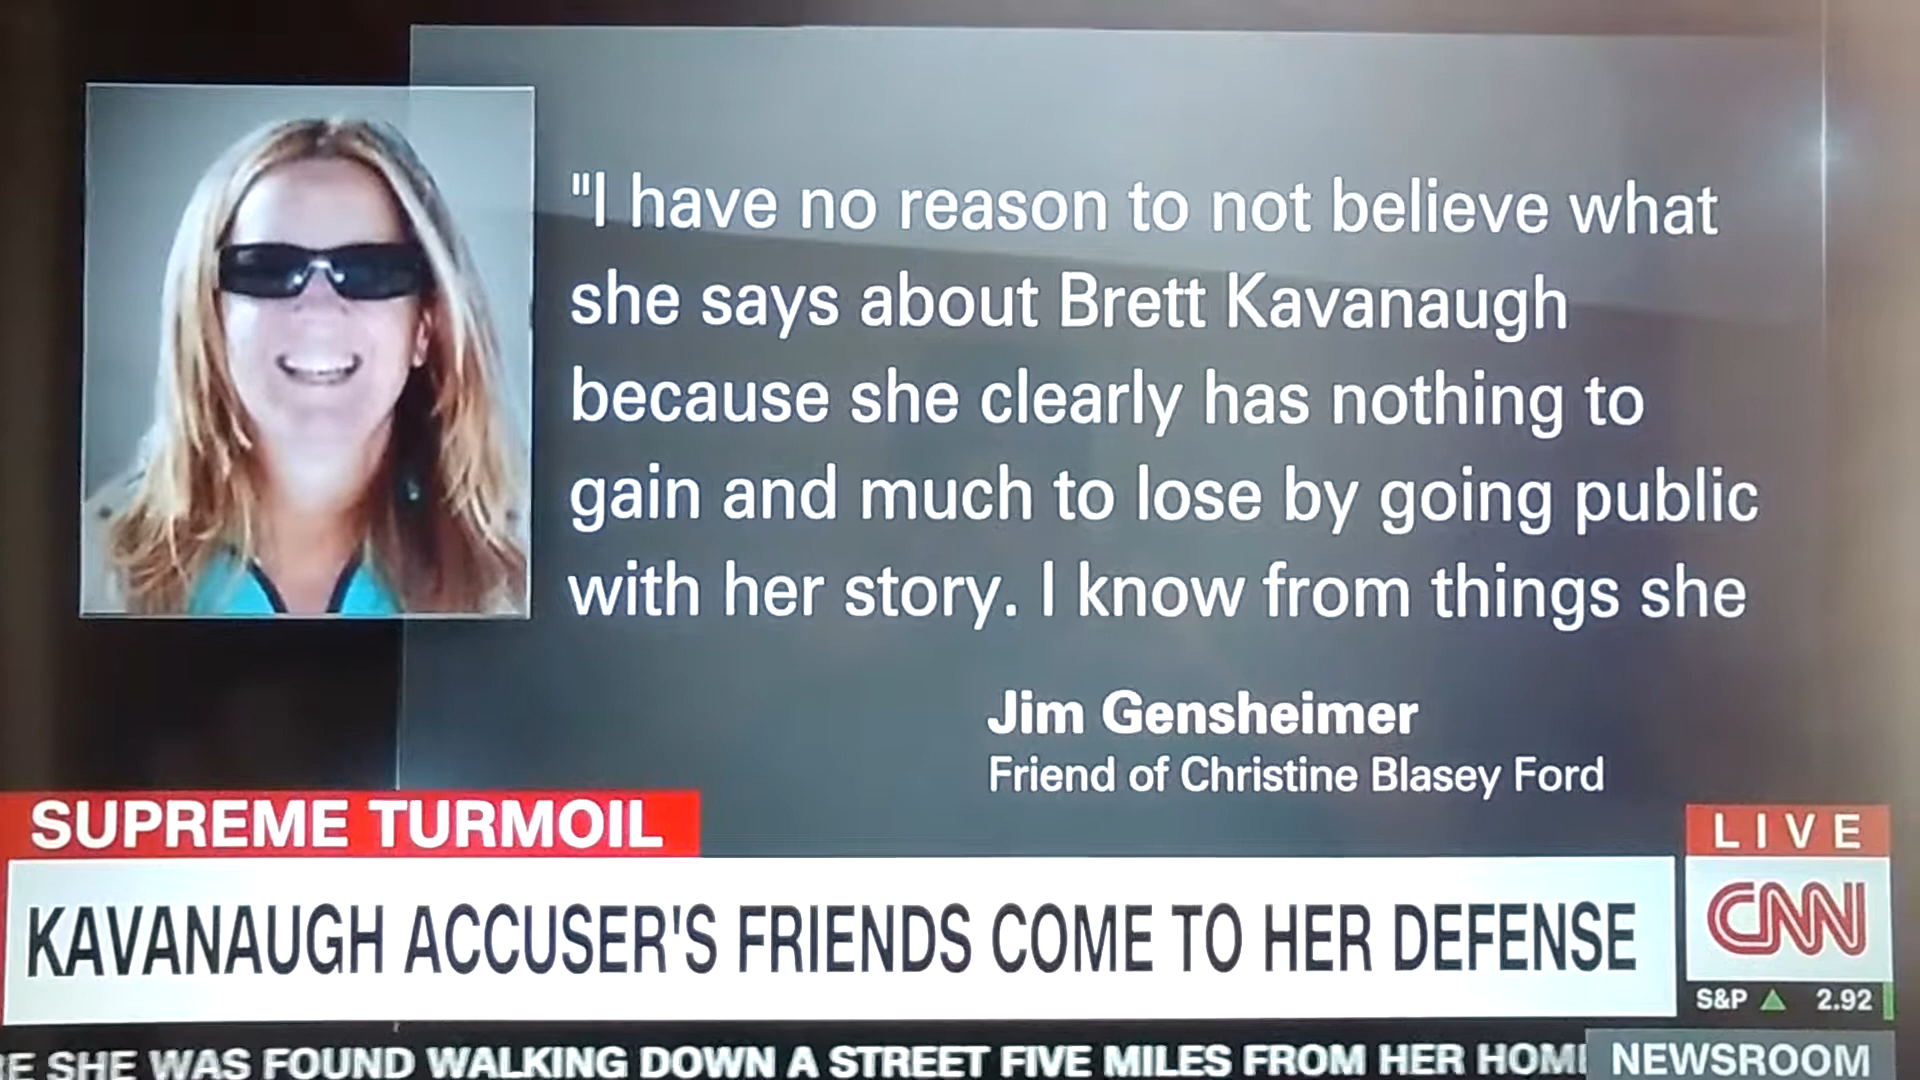 "I have no reason to not believe what
she says about Brett Kavanaugh
because she clearly has nothing to
gain and much to lose by going public
with her story. I know from things she
Jim Gensheimer
Friend of Christine Blasey Ford
SUPREME TURMOIL
KAVANAUGH ACCUSER'S FRIENDS COME TO HER DEFENSE
LIVE
CNN
S&P ▲ 2.92
SHE WAS FOUND WALKING DOWN A STREET FIVE MILES FROM HER
NEWSROOM